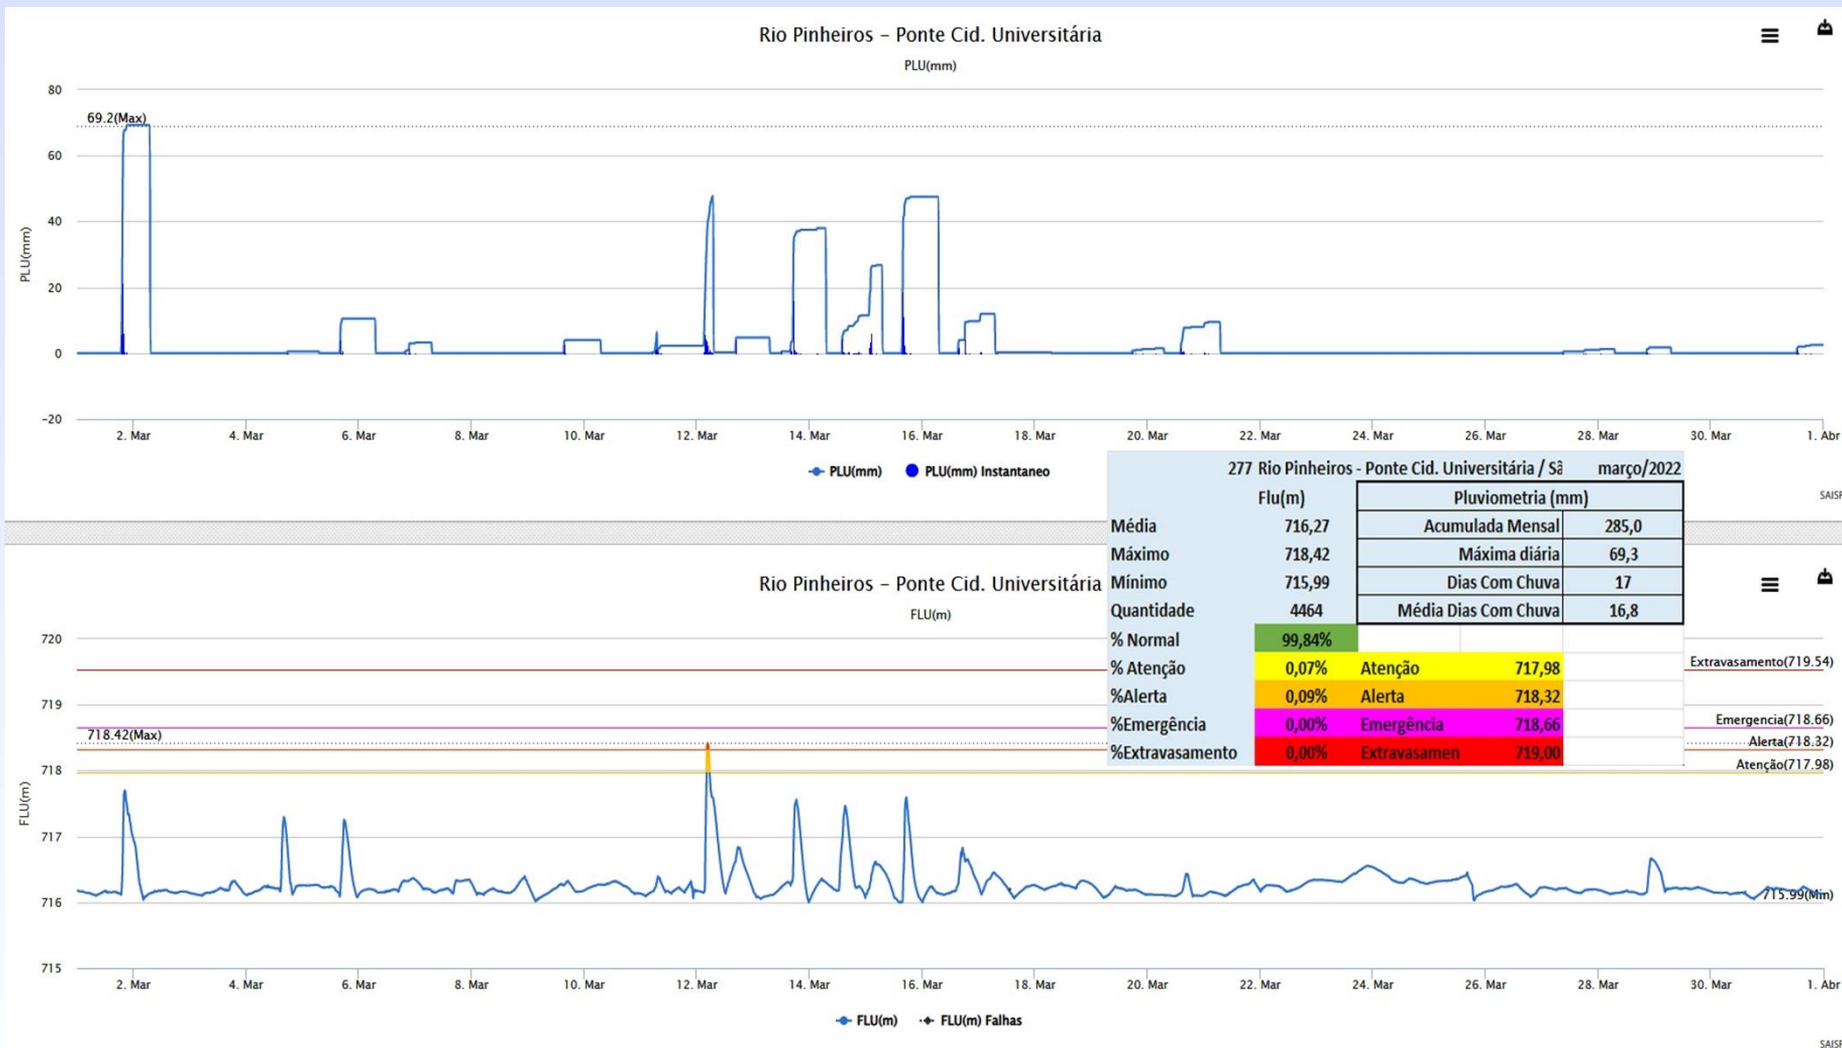 Rio Pinheiros – Ponte Cid. Universitária
PLU(mm)
80
69.2(Max)
60
40
20
0
-20
PLU(mm)
2. Mar 4. Mar 6. Mar 8. Mar 10. Mar 12. Mar 14. Mar 16. Mar 18. Mar 20. Mar 22. Mar 24. Mar 26. Mar 28. Mar 30. Mar 1. Abr
PLU(mm) PLU(mm) Instantaneo
277 Rio Pinheiros - Ponte Cid. Universitária / Sã março/2022
Flu(m) Pluviometria (mm)
Média 716,27 Acumulada Mensal 285,0
Máximo 718,42 Máxima diária 69,3
Mínimo 715,99 Dias Com Chuva 17
Quantidade 4464 Média Dias Com Chuva 16,8
% Normal 99,84%
% Atenção 0,07% Atenção 717,98
%Alerta 0,09% Alerta 718,32
%Emergência 0,00% Emergência 718,66
%Extravasamento 0,00% Extravasamen 719,00
SAISP
Rio Pinheiros – Ponte Cid. Universitária
FLU(m)
720
Extravasamento(719.54)
719
Emergencia(718.66)
718.42(Max)
Alerta(718.32)
Atenção(717.98)
718
717
716
715.99(Min)
715
FLU(m)
2. Mar 4. Mar 6. Mar 8. Mar 10. Mar 12. Mar 14. Mar 16. Mar 18. Mar 20. Mar 22. Mar 24. Mar 26. Mar 28. Mar 30. Mar 1. Abr
FLU(m) FLU(m) Falhas